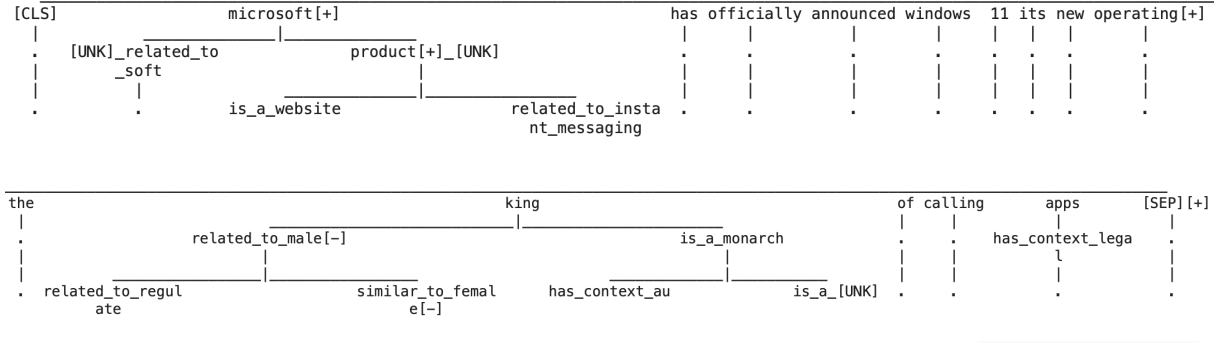 [CLS] microsoft[+] has officially announced windows 11 its new operating[+]
[UNK]_related_to product[+]_[UNK]
_soft
is_a_website related_to_insta
nt_messaging
the king of calling apps [SEP][+]
related_to_male[-] is_a_monarch has_context_lega
l
related_to_regul similar_to_femal has_context_au is_a_[UNK]
ate e[-]